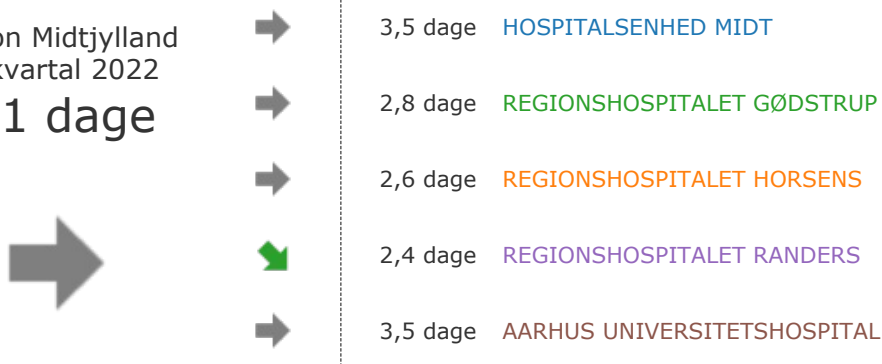 on Midtjylland
kvartal 2022
1 dage
3,5 dage HOSPITALSENHED MIDT
2,8 dage REGIONSHOSPITALET GØDSTRUP
2,6 dage REGIONSHOSPITALET HORSENS
2,4 dage REGIONSHOSPITALET RANDERS
3,5 dage AARHUS UNIVERSITETSHOSPITAL